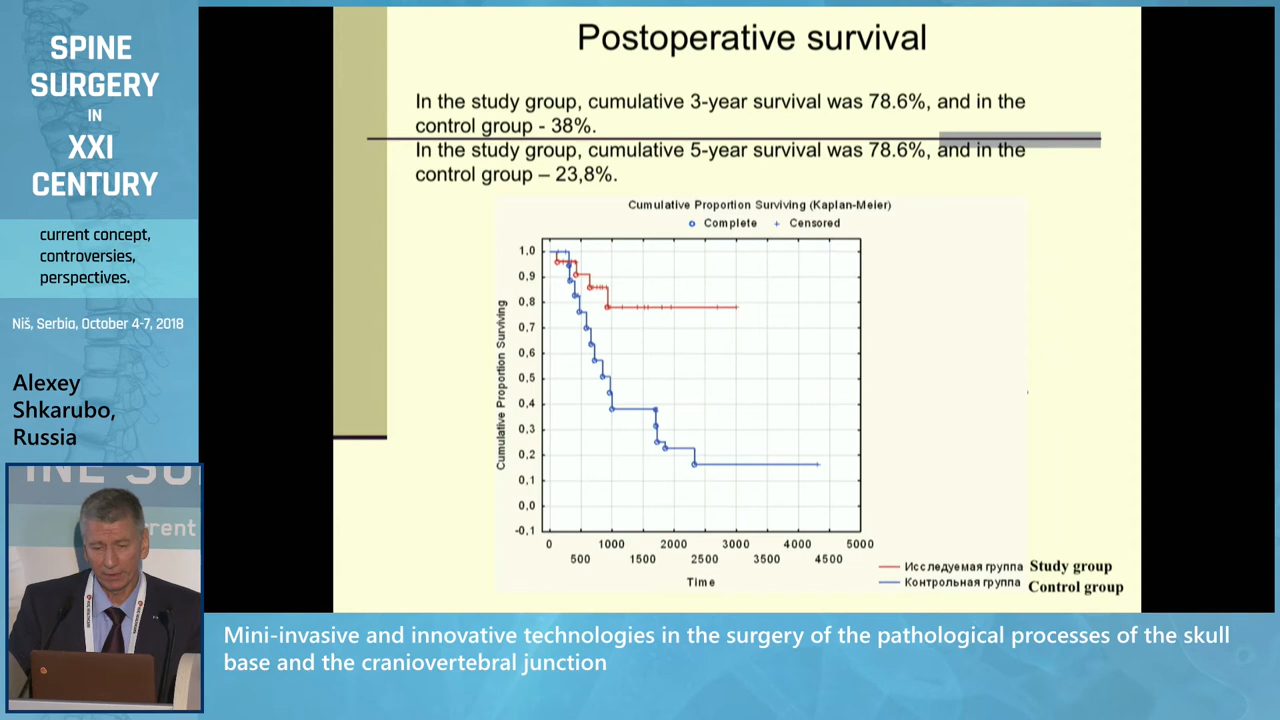 SPINE
SURGERY
IN
XXI
CENTURY
current concept,
controversies,
perspectives.
Niš, Serbia, October 4-7, 2018
Alexey
Shkarubo,
Russia
INE SU
rrent
Postoperative survival
In the study group, cumulative 3-year survival was 78.6%, and in the
control group - 38%.
In the study group, cumulative 5-year survival was 78.6%, and in the
control group – 23,8%.
Cumulative Proportion Surviving (Kaplan-Meier)
Complete Censored
Cumulative Proportion Surviving
1,0
0,9
0,8
0,7
0,6
0,5
0,4
0,3
0,2
0,1
0,0
-0,1
0 1000 2000 3000 4000 5000
500 1500 2500 3500 4500
Time
Исследуемая группа Study group
Контрольная группа Control group
Mini-invasive and innovative technologies in the surgery of the pathological processes of the skull
base and the craniovertebral junction